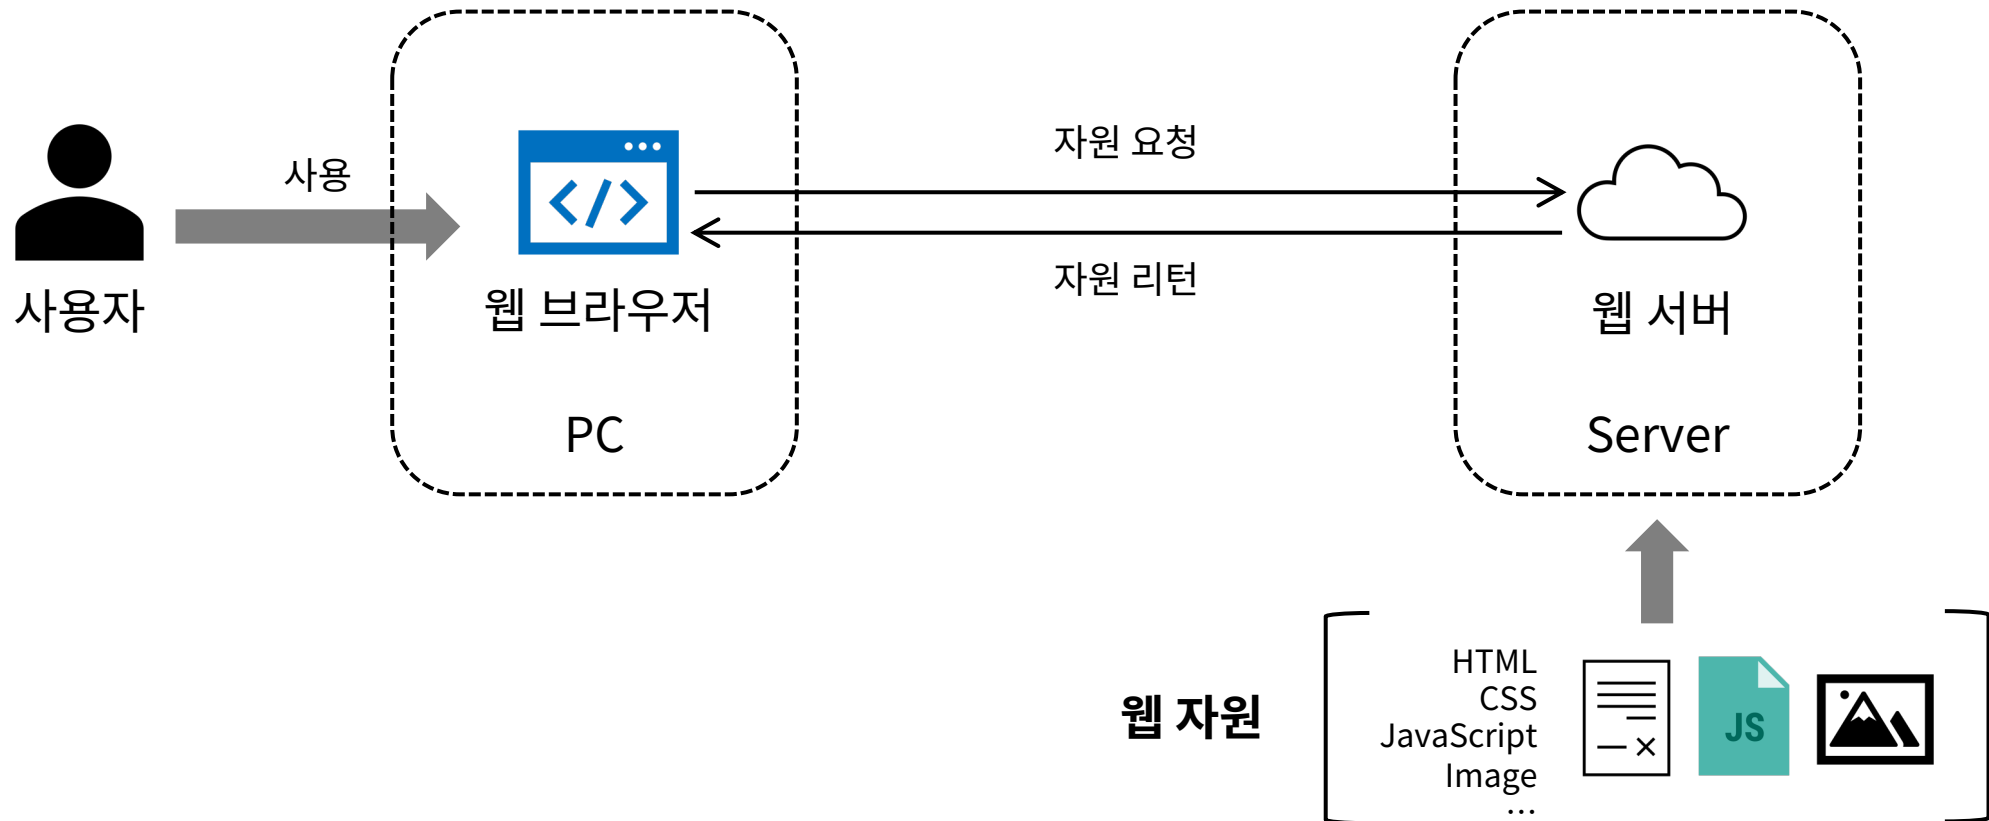 사용
자원 요청
자원 리턴
사용자
웹 브라우저
웹 서버
PC
Server
웹 자원
HTML
CSS
JavaScript
Image
...
JS